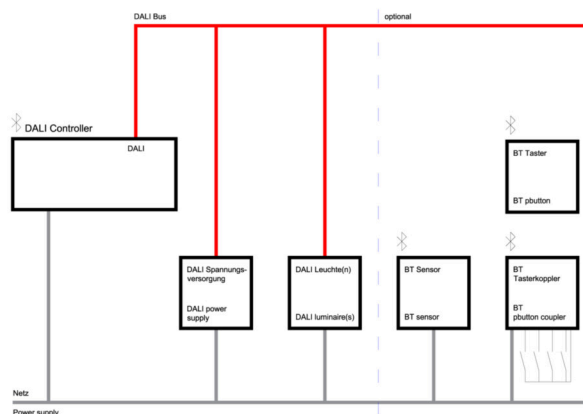 DALI Bus
optional
DALI Controller
DALI
BT Taster
BT pbutton
DALI Spannungs-
versorgung
DALI power
supply
DALI Leuchte(n)
DALI luminaire(s)
BT Sensor
BT sensor
BT
Tasterkoppler
BT
pbutton coupler
Netz
Power supply